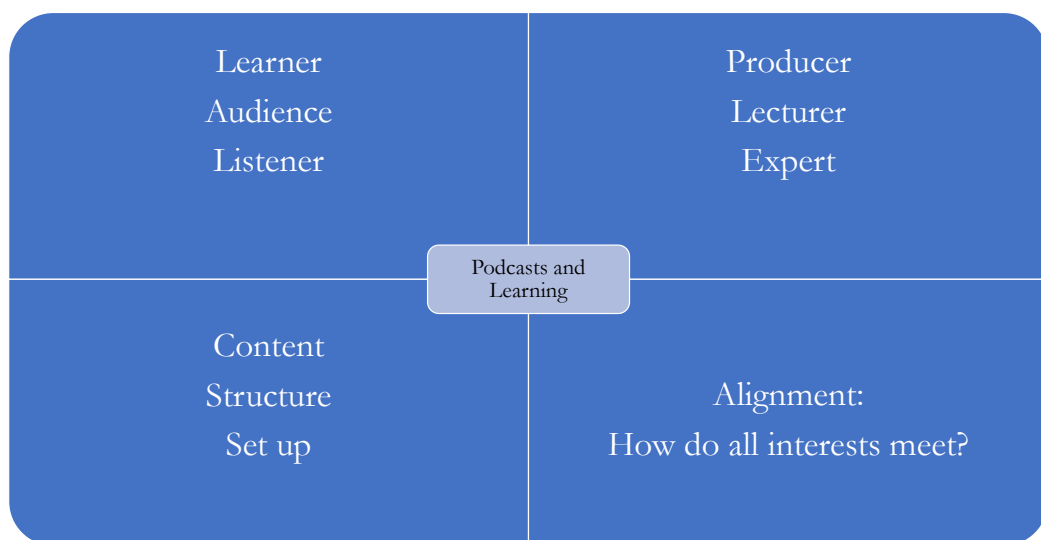 Learner
Audience
Listener
Producer
Lecturer
Expert
Podcasts and
Learning
Content
Structure
Set up
Alignment:
How do all interests meet?